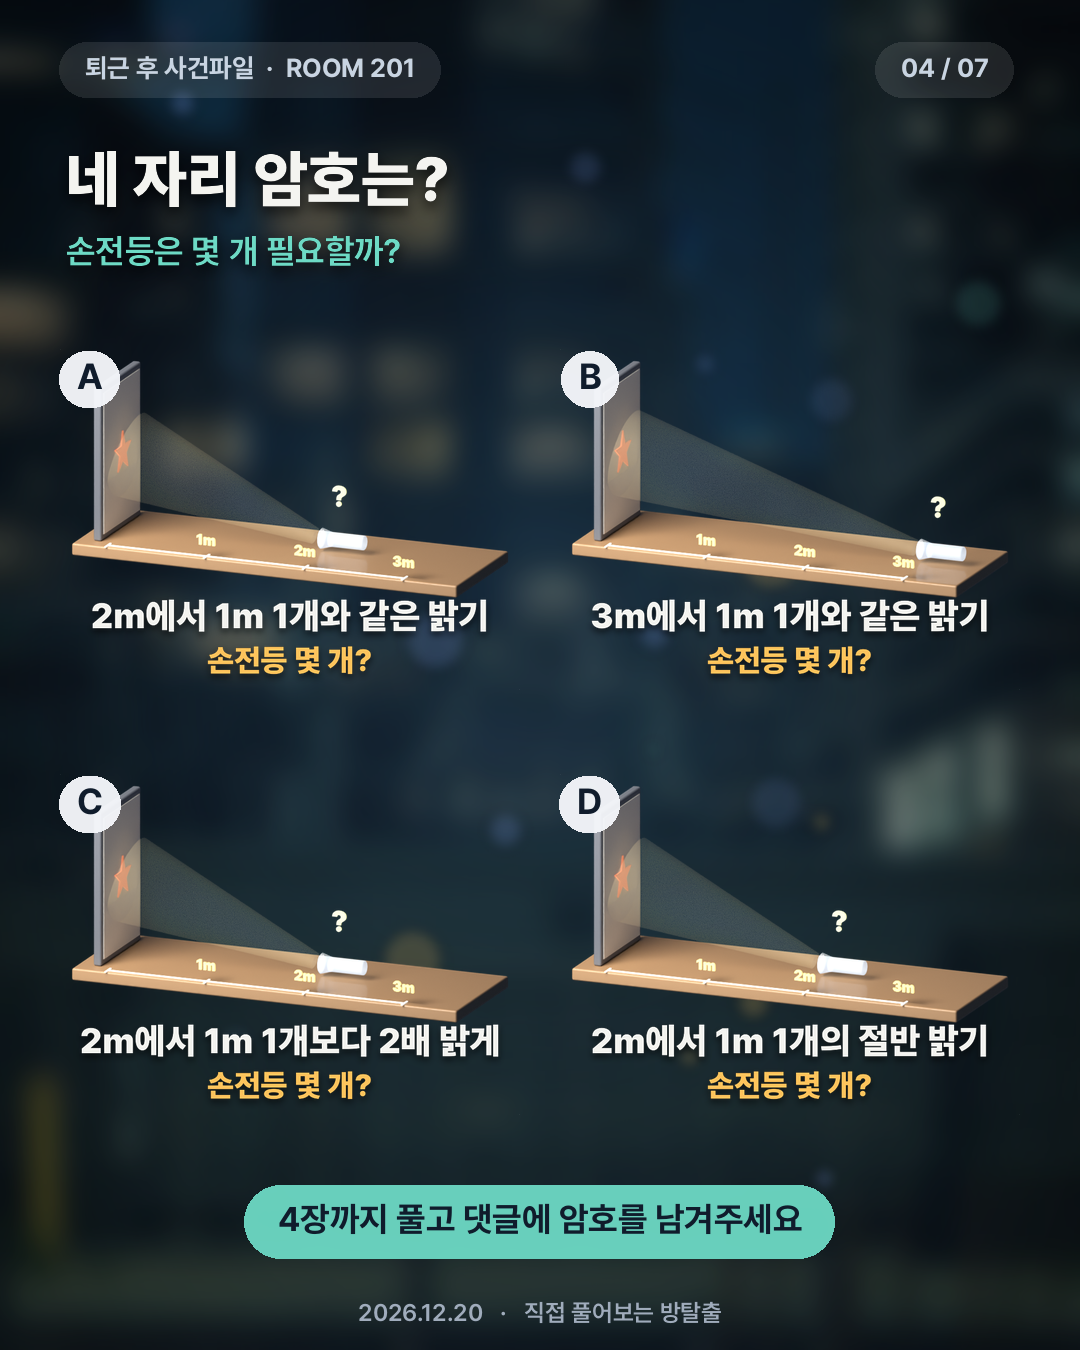 퇴근 후 사건파일 · ROOM 201
04 / 07
네 자리 암호는?
손전등은 몇 개 필요할까?
A
?
1m
2m
3m
2m에서 1m 1개와 같은 밝기
손전등 몇 개?
B
?
1m
2m
3m
3m에서 1m 1개와 같은 밝기
손전등 몇 개?
C
?
1m
2m
3m
2m에서 1m 1개보다 2배 밝게
손전등 몇 개?
D
?
1m
2m
3m
2m에서 1m 1개의 절반 밝기
손전등 몇 개?
4장까지 풀고 댓글에 암호를 남겨주세요
2026.12.20 · 직접 풀어보는 방탈출